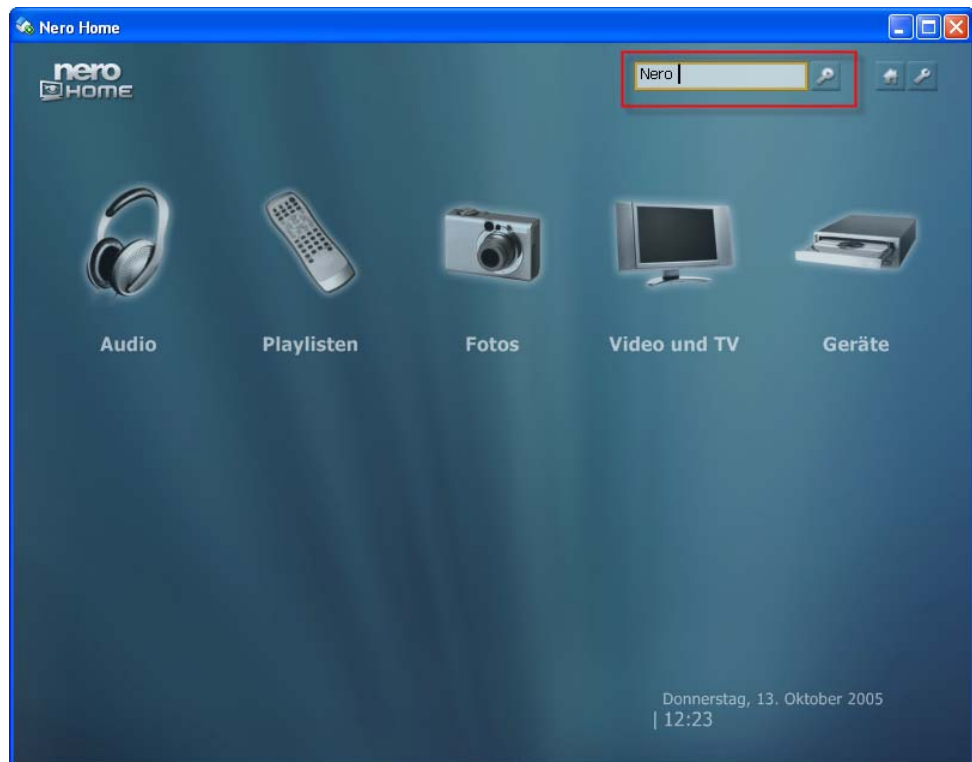 Nero Home
nero
HOME
Nero
Audio
Playlisten
Fotos
Video und TV
Geräte
Donnerstag, 13. Oktober 2005
| 12:23